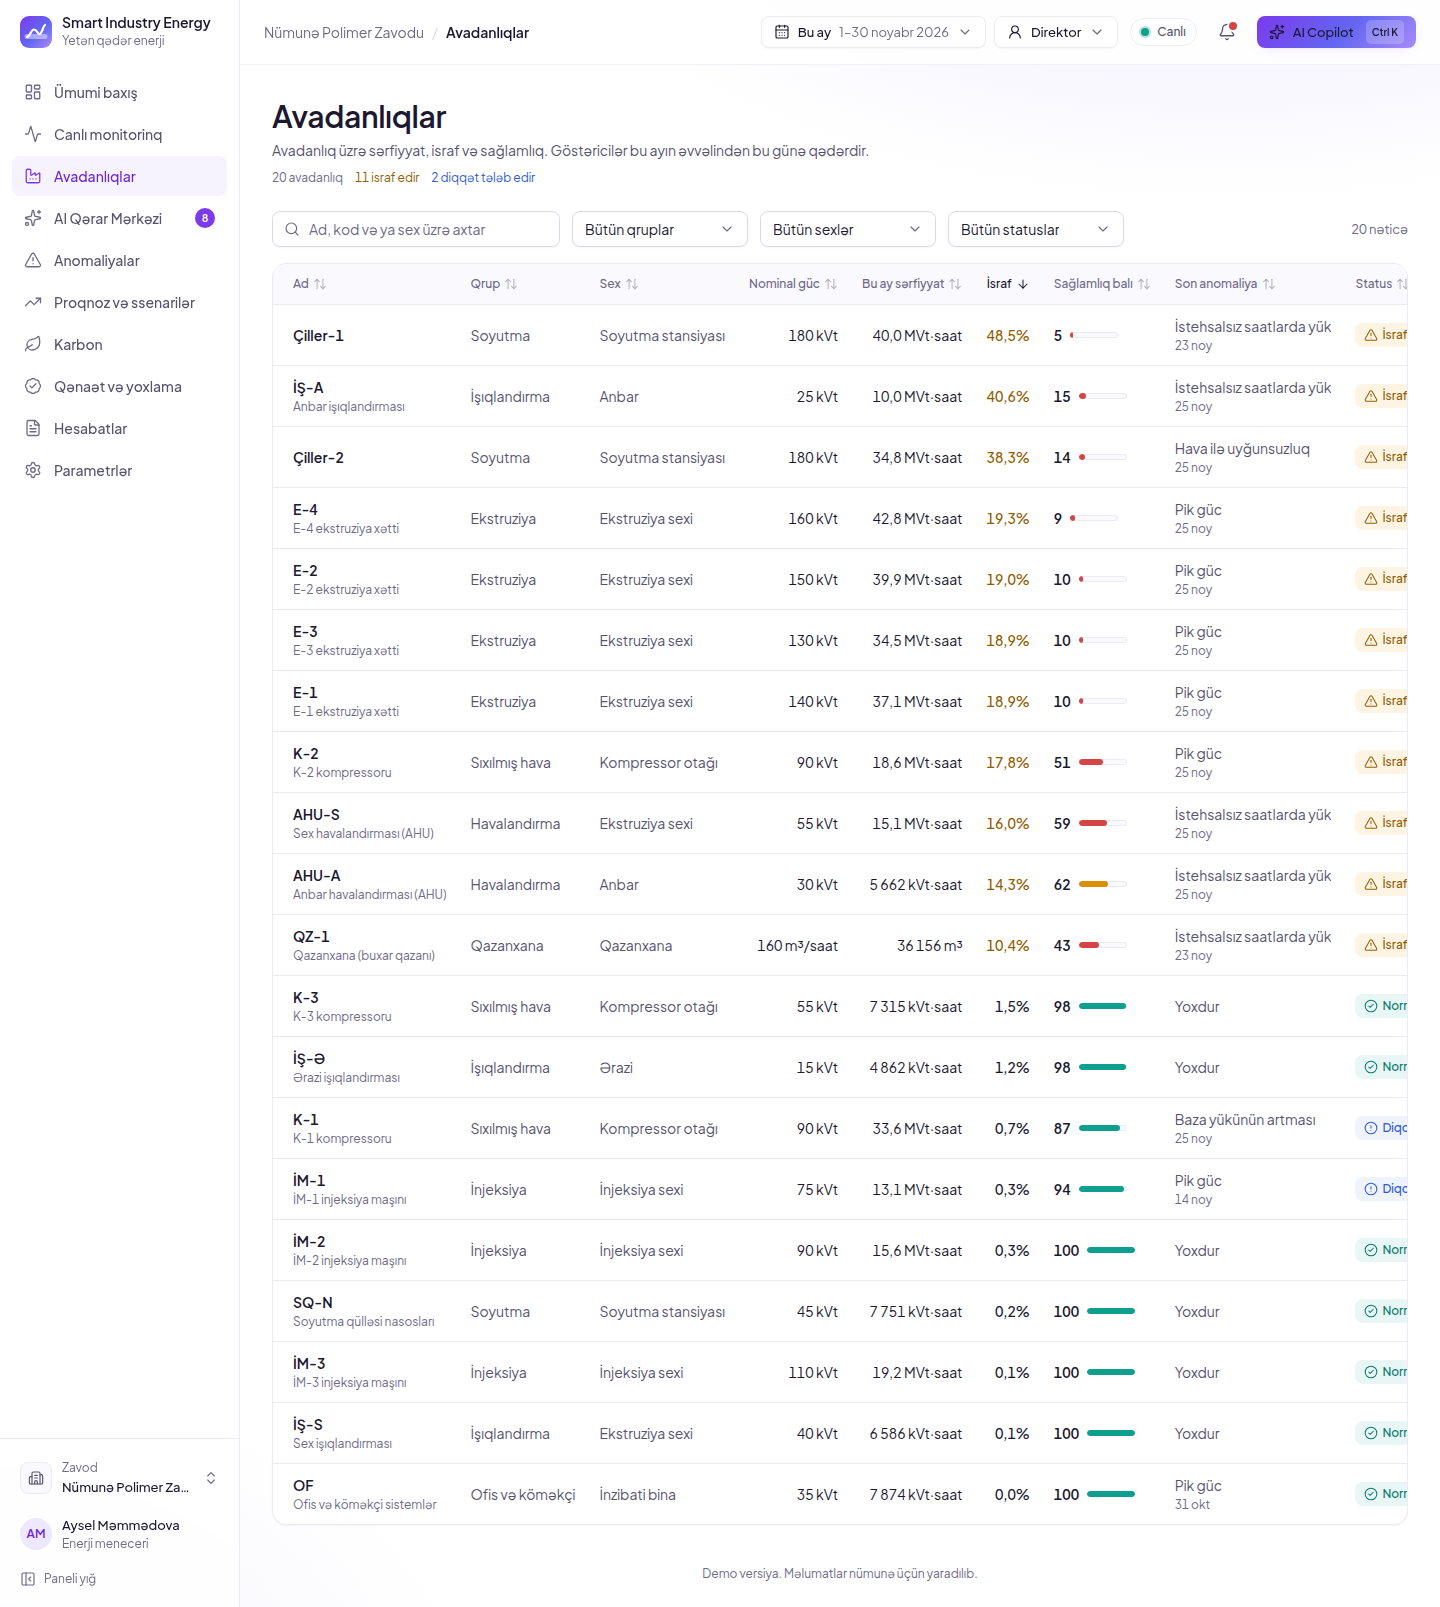 Smart Industry Energy
Yetən qədər enerji
Ümumi baxış
Canlı monitorinq
Avadanlıqlar
AI Qərar Mərkəzi
8
Anomaliyalar
Proqnoz və ssenarilər
Karbon
Qənaət və yoxlama
Hesabatlar
Parametrlər
Zavod
Nümunə Polimer Za...
AM
Aysel Məmmədova
Enerji meneceri
Paneli yığ
Nümunə Polimer Zavodu / Avadanlıqlar
Bu ay 1–30 noyabr 2026
Direktor
Canlı
AI Copilot Ctrl K
Avadanlıqlar
Avadanlıq üzrə sərfiyyat, israf və sağlamlıq. Göstəricilər bu ayın əvvəlindən bu günə qədərdir.
20 avadanlıq 11 israf edir 2 diqqət tələb edir
Ad, kod və ya sex üzrə axtar
Bütün qruplar
Bütün sexlər
Bütün statuslar
20 nəticə
Ad Qrup Sex Nominal güc Bu ay sərfiyyat İsraf Sağlamlıq balı Son anomaliya Status
Çiller-1 Soyutma Soyutma stansiyası 180 kVt 40,0 MVt·saat 48,5% 5 İstehsalsız saatlarda yük İsraf
23 noy
İŞ-A İşıqlandırma Anbar 25 kVt 10,0 MVt·saat 40,6% 15 İstehsalsız saatlarda yük İsraf
Anbar işıqlandırması 25 noy
Çiller-2 Soyutma Soyutma stansiyası 180 kVt 34,8 MVt·saat 38,3% 14 Hava ilə uyğunsuzluq İsraf
25 noy
E-4 Ekstruziya Ekstruziya sexi 160 kVt 42,8 MVt·saat 19,3% 9 Pik güc İsraf
E-4 ekstruziya xətti 25 noy
E-2 Ekstruziya Ekstruziya sexi 150 kVt 39,9 MVt·saat 19,0% 10 Pik güc İsraf
E-2 ekstruziya xətti 25 noy
E-3 Ekstruziya Ekstruziya sexi 130 kVt 34,5 MVt·saat 18,9% 10 Pik güc İsraf
E-3 ekstruziya xətti 25 noy
E-1 Ekstruziya Ekstruziya sexi 140 kVt 37,1 MVt·saat 18,9% 10 Pik güc İsraf
E-1 ekstruziya xətti 25 noy
K-2 Sıxılmış hava Kompressor otağı 90 kVt 18,6 MVt·saat 17,8% 51 Pik güc İsraf
K-2 kompressoru 25 noy
AHU-S Havalandırma Ekstruziya sexi 55 kVt 15,1 MVt·saat 16,0% 59 İstehsalsız saatlarda yük İsraf
Sex havalandırması (AHU) 25 noy
AHU-A Havalandırma Anbar 30 kVt 5 662 kVt·saat 14,3% 62 İstehsalsız saatlarda yük İsraf
Anbar havalandırması (AHU) 25 noy
QZ-1 Qazanxana Qazanxana 160 m³/saat 36 156 m³ 10,4% 43 İstehsalsız saatlarda yük İsraf
Qazanxana (buxar qazanı) 23 noy
K-3 Sıxılmış hava Kompressor otağı 55 kVt 7 315 kVt·saat 1,5% 98 Yoxdur Norr
K-3 kompressoru
İŞ-Ə İşıqlandırma Ərazi 15 kVt 4 862 kVt·saat 1,2% 98 Yoxdur Norr
Ərazi işıqlandırması
K-1 Sıxılmış hava Kompressor otağı 90 kVt 33,6 MVt·saat 0,7% 87 Baza yükünün artması Diqc
K-1 kompressoru 25 noy
İM-1 İnjeksiya İnjeksiya sexi 75 kVt 13,1 MVt·saat 0,3% 94 Pik güc Diqc
İM-1 injeksiya maşını 14 noy
İM-2 İnjeksiya İnjeksiya sexi 90 kVt 15,6 MVt·saat 0,3% 100 Yoxdur Norr
İM-2 injeksiya maşını
SQ-N Soyutma Soyutma stansiyası 45 kVt 7 751 kVt·saat 0,2% 100 Yoxdur Norr
Soyutma qülləsi nasosları
İM-3 İnjeksiya İnjeksiya sexi 110 kVt 19,2 MVt·saat 0,1% 100 Yoxdur Norr
İM-3 injeksiya maşını
İŞ-S İşıqlandırma Ekstruziya sexi 40 kVt 6 586 kVt·saat 0,1% 100 Yoxdur Norr
Sex işıqlandırması
OF Ofis və köməkçi İnzibati bina 35 kVt 7 874 kVt·saat 0,0% 100 Pik güc Norr
Ofis və köməkçi sistemlər 31 okt
Demo versiya. Məlumatlar nümunə üçün yaradılıb.